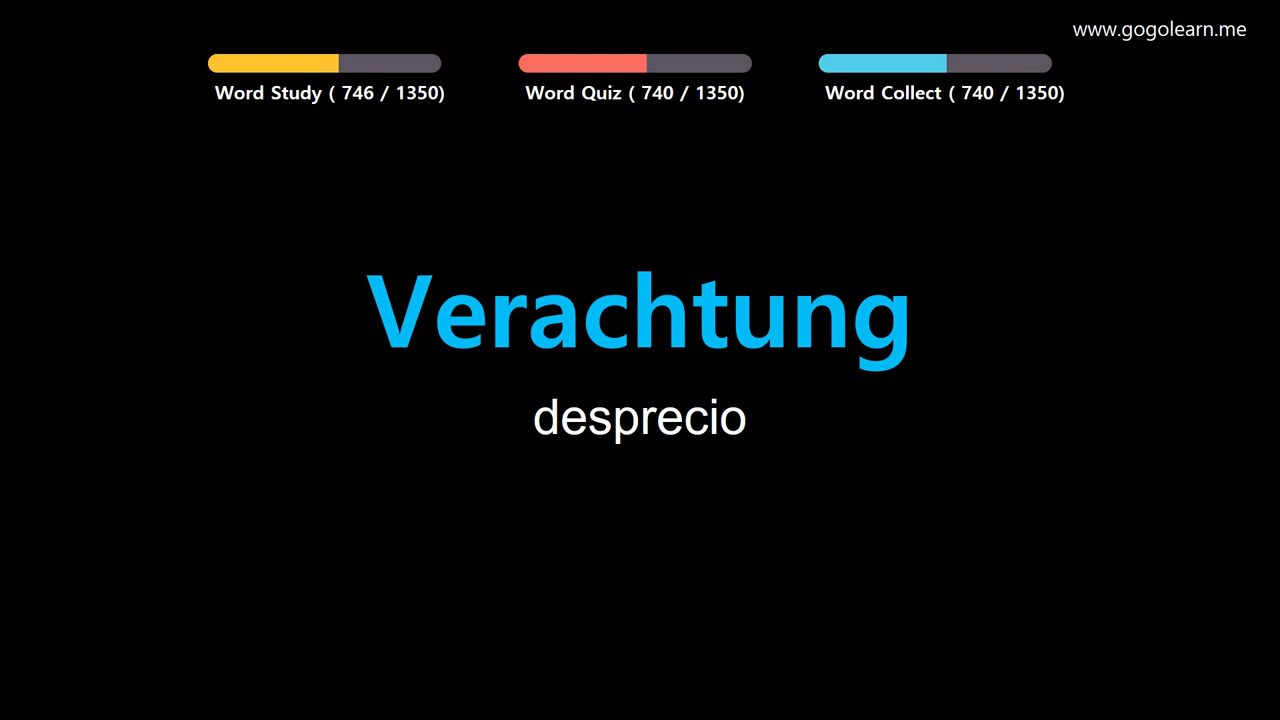 www.gogolearn.me
Word Study ( 746 / 1350)
Word Quiz ( 740 / 1350)
Word Collect ( 740 / 1350)
Verachtung
desprecio